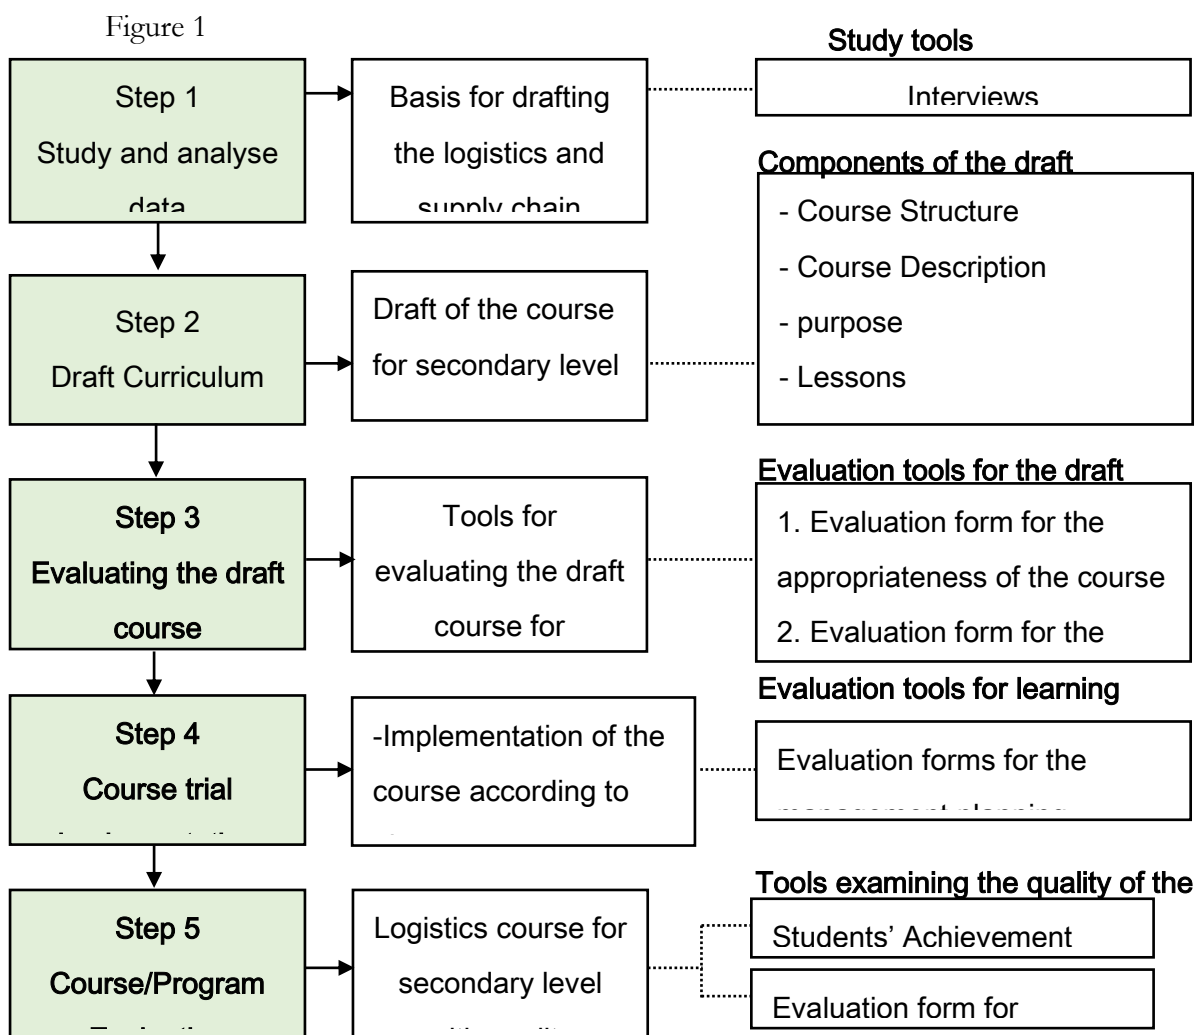 Figure 1
Step 1
Study and analyse
data
Basis for drafting
the logistics and
supply chain
Study tools
Interviews
Step 2
Draft Curriculum
Draft of the course
for secondary level
Components of the draft
- Course Structure
- Course Description
- purpose
- Lessons
Step 3
Evaluating the draft
course
Tools for
evaluating the draft
course for
Evaluation tools for the draft
1. Evaluation form for the
appropriateness of the course
2. Evaluation form for the
Step 4
Course trial
-Implementation of the
course according to
Evaluation tools for learning
Evaluation forms for the
management planning
Step 5
Course/Program
Logistics course for
secondary level
Tools examining the quality of the
Students’ Achievement
Evaluation form for